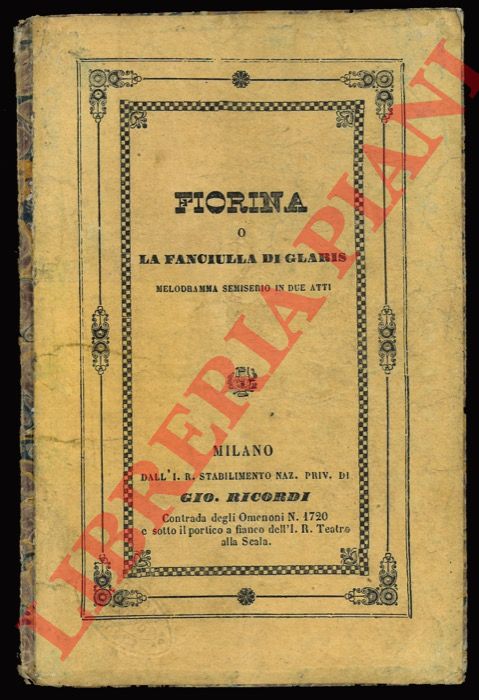 FIORINA
O
LA FANCIULLA DI GLARIS
MELODRAMMA SEMISERIO IN DUE ATTI
MILANO
DALL'I. R. STABILIMENTO NAZ. PRIV. DI
GIO. RICORDI
Contrada degli Omenoni N. 1720
e sotto il portico a fianco dell'I. R. Teatro
alla Scala.
LIBRERIA PIANI